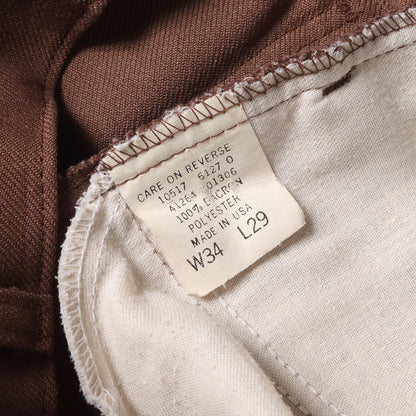 CARE ON REVERSE
10517 5127 0
41264 01306
100% DACRON
POLYESTER
MADE IN USA
W34 L29